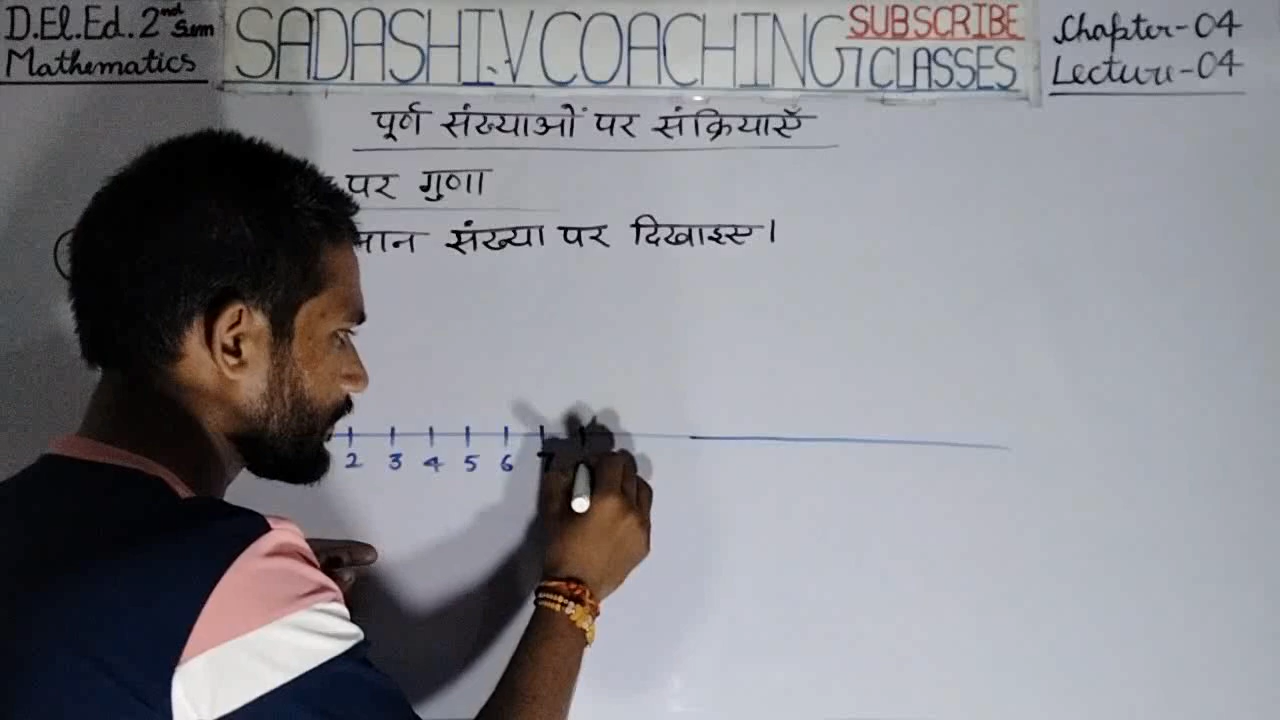 D.El.Ed. 2nd Sem
Mathematics
SADASHIV COACHING CLASSES
SUBSCRIBE
Chapter-04
Lecture-04
पूर्ण संख्याओं पर संक्रियाएँ
पर गुणा
मान संख्या पर दिखाइए।
2 3 4 5 6 7